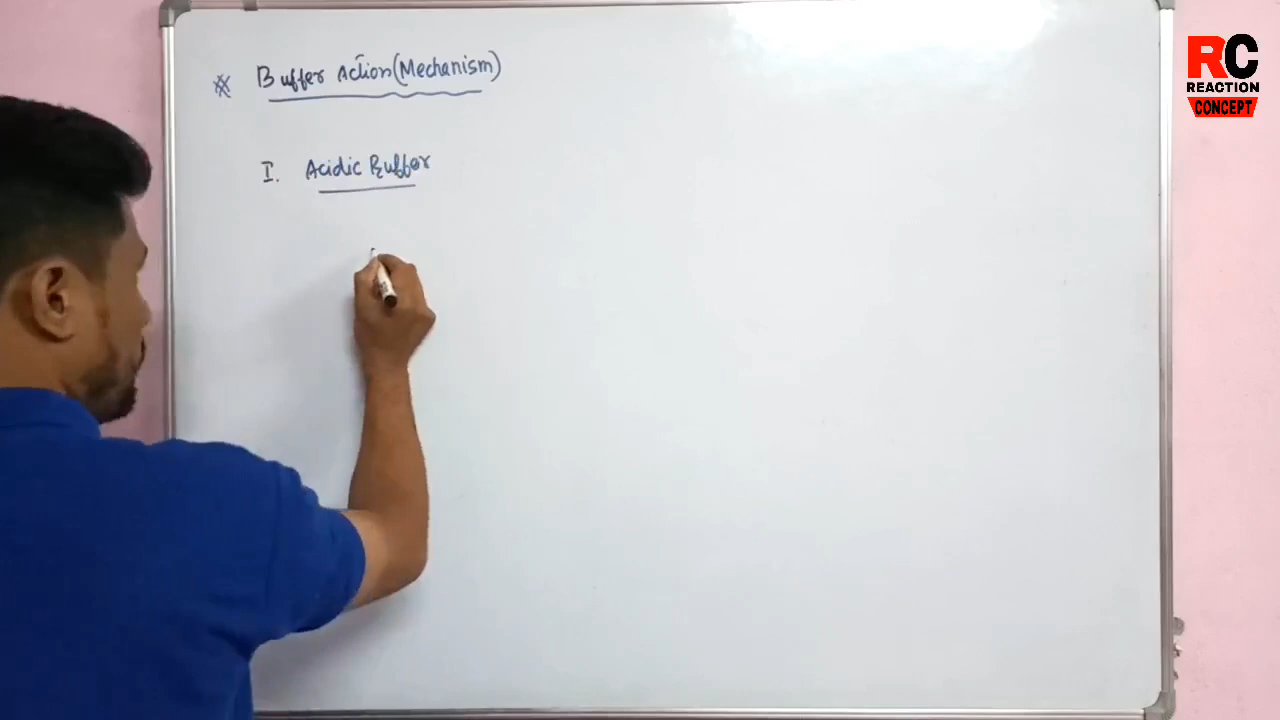 * Buffer Action (Mechanism)
I. Acidic Buffer
RC
REACTION
CONCEPT